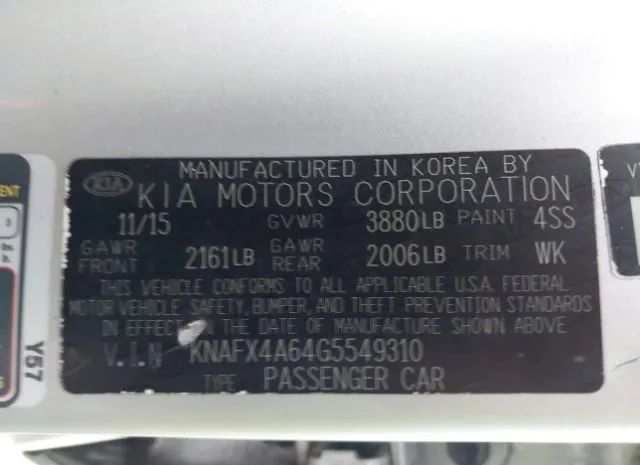 MANUFACTURED IN KOREA BY
KIA KIA MOTORS CORPORATION
11/15 GVWR 3880LB PAINT 4SS
GAWR FRONT 2161LB GAWR REAR 2006LB TRIM WK
THIS VEHICLE CONFORMS TO ALL APPLICABLE U.S.A. FEDERAL
MOTOR VEHICLE SAFETY, BUMPER, AND THEFT PREVENTION STANDARDS
IN EFFECT ON THE DATE OF MANUFACTURE SHOWN ABOVE
V.I.N KNAFX4A64G5549310
TYPE PASSENGER CAR
Y57